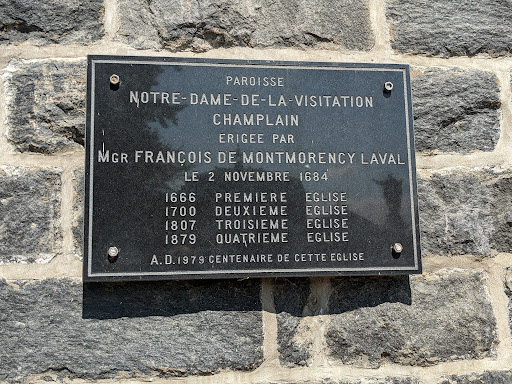 PAROISSE
NOTRE-DAME-DE-LA-VISITATION
CHAMPLAIN
ERIGEE PAR
MGR FRANÇOIS DE MONTMORENCY LAVAL
LE 2 NOVEMBRE 1684
1666 PREMIERE EGLISE
1700 DEUXIEME EGLISE
1807 TROISIEME EGLISE
1879 QUATRIEME EGLISE
A.D. 1979 CENTENAIRE DE CETTE EGLISE